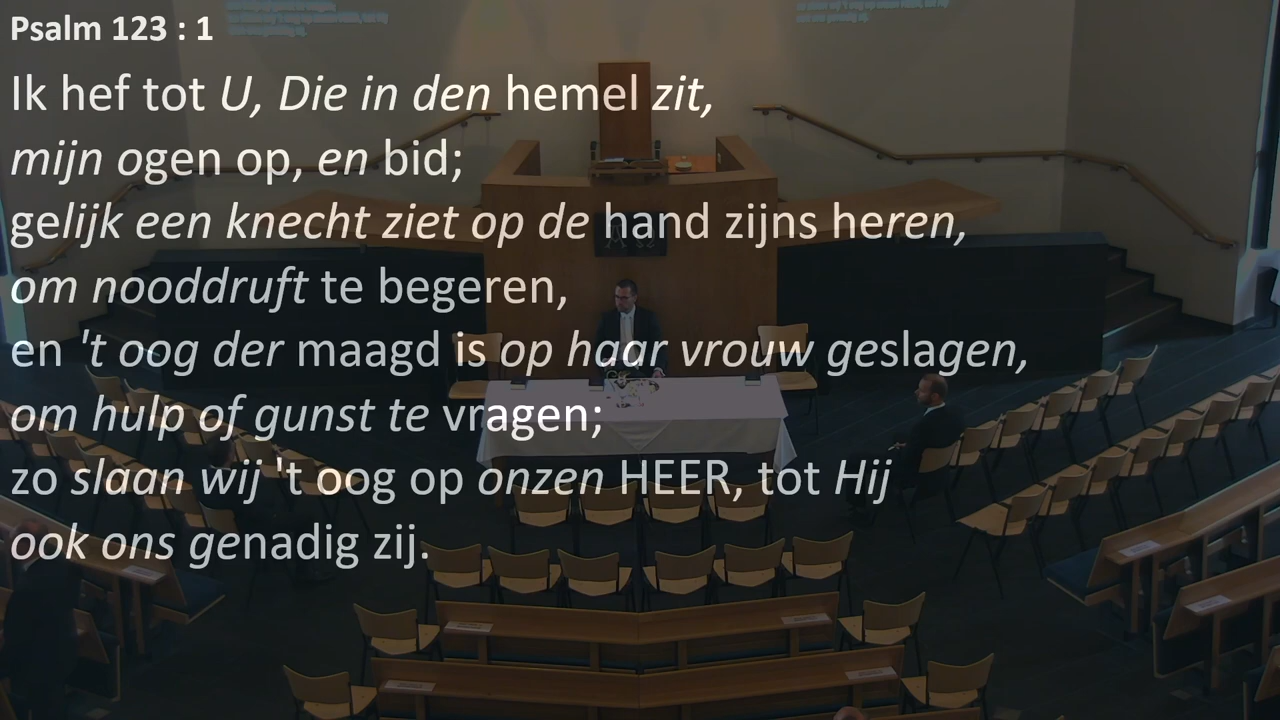 Psalm 123 : 1
Ik hef tot U, Die in den hemel zit,
mijn ogen op, en bid;
gelijk een knecht ziet op de hand zijns heren,
om nooddruft te begeren,
en 't oog der maagd is op haar vrouw geslagen,
om hulp of gunst te vragen;
zo slaan wij 't oog op onzen HEER, tot Hij
ook ons genadig zij.